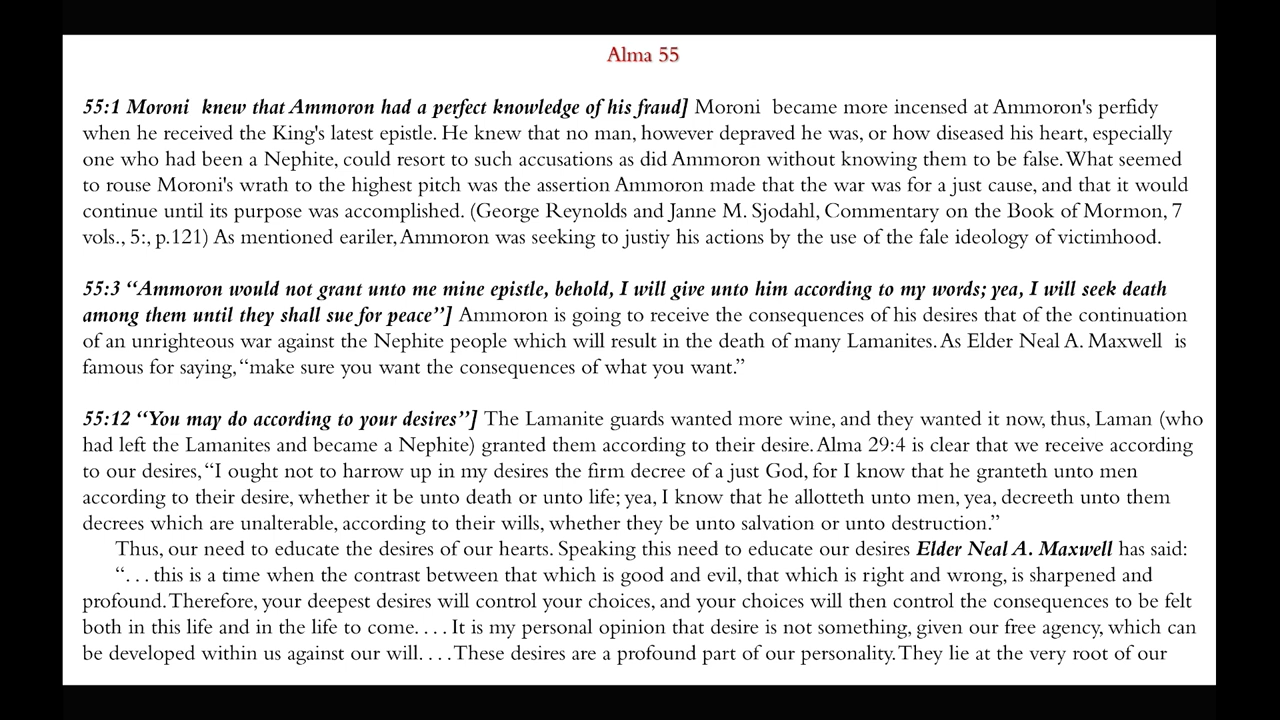 Alma 55
55:1 Moroni knew that Ammoron had a perfect knowledge of his fraud] Moroni became more incensed at Ammoron's perfidy
when he received the King's latest epistle. He knew that no man, however depraved he was, or how diseased his heart, especially
one who had been a Nephite, could resort to such accusations as did Ammoron without knowing them to be false. What seemed
to rouse Moroni's wrath to the highest pitch was the assertion Ammoron made that the war was for a just cause, and that it would
continue until its purpose was accomplished. (George Reynolds and Janne M. Sjodahl, Commentary on the Book of Mormon, 7
vols., 5:, p.121) As mentioned eariler, Ammoron was seeking to justiy his actions by the use of the fale ideology of victimhood.
55:3 “Ammoron would not grant unto me mine epistle, behold, I will give unto him according to my words; yea, I will seek death
among them until they shall sue for peace”] Ammoron is going to receive the consequences of his desires that of the continuation
of an unrighteous war against the Nephite people which will result in the death of many Lamanites. As Elder Neal A. Maxwell is
famous for saying, “make sure you want the consequences of what you want.”
55:12 “You may do according to your desires”] The Lamanite guards wanted more wine, and they wanted it now, thus, Laman (who
had left the Lamanites and became a Nephite) granted them according to their desire. Alma 29:4 is clear that we receive according
to our desires, “I ought not to harrow up in my desires the firm decree of a just God, for I know that he granteth unto men
according to their desire, whether it be unto death or unto life; yea, I know that he allotteth unto men, yea, decreeth unto them
decrees which are unalterable, according to their wills, whether they be unto salvation or unto destruction.”
Thus, our need to educate the desires of our hearts. Speaking this need to educate our desires Elder Neal A. Maxwell has said:
“. . . this is a time when the contrast between that which is good and evil, that which is right and wrong, is sharpened and
profound. Therefore, your deepest desires will control your choices, and your choices will then control the consequences to be felt
both in this life and in the life to come. . . . It is my personal opinion that desire is not something, given our free agency, which can
be developed within us against our will. . . . These desires are a profound part of our personality. They lie at the very root of our